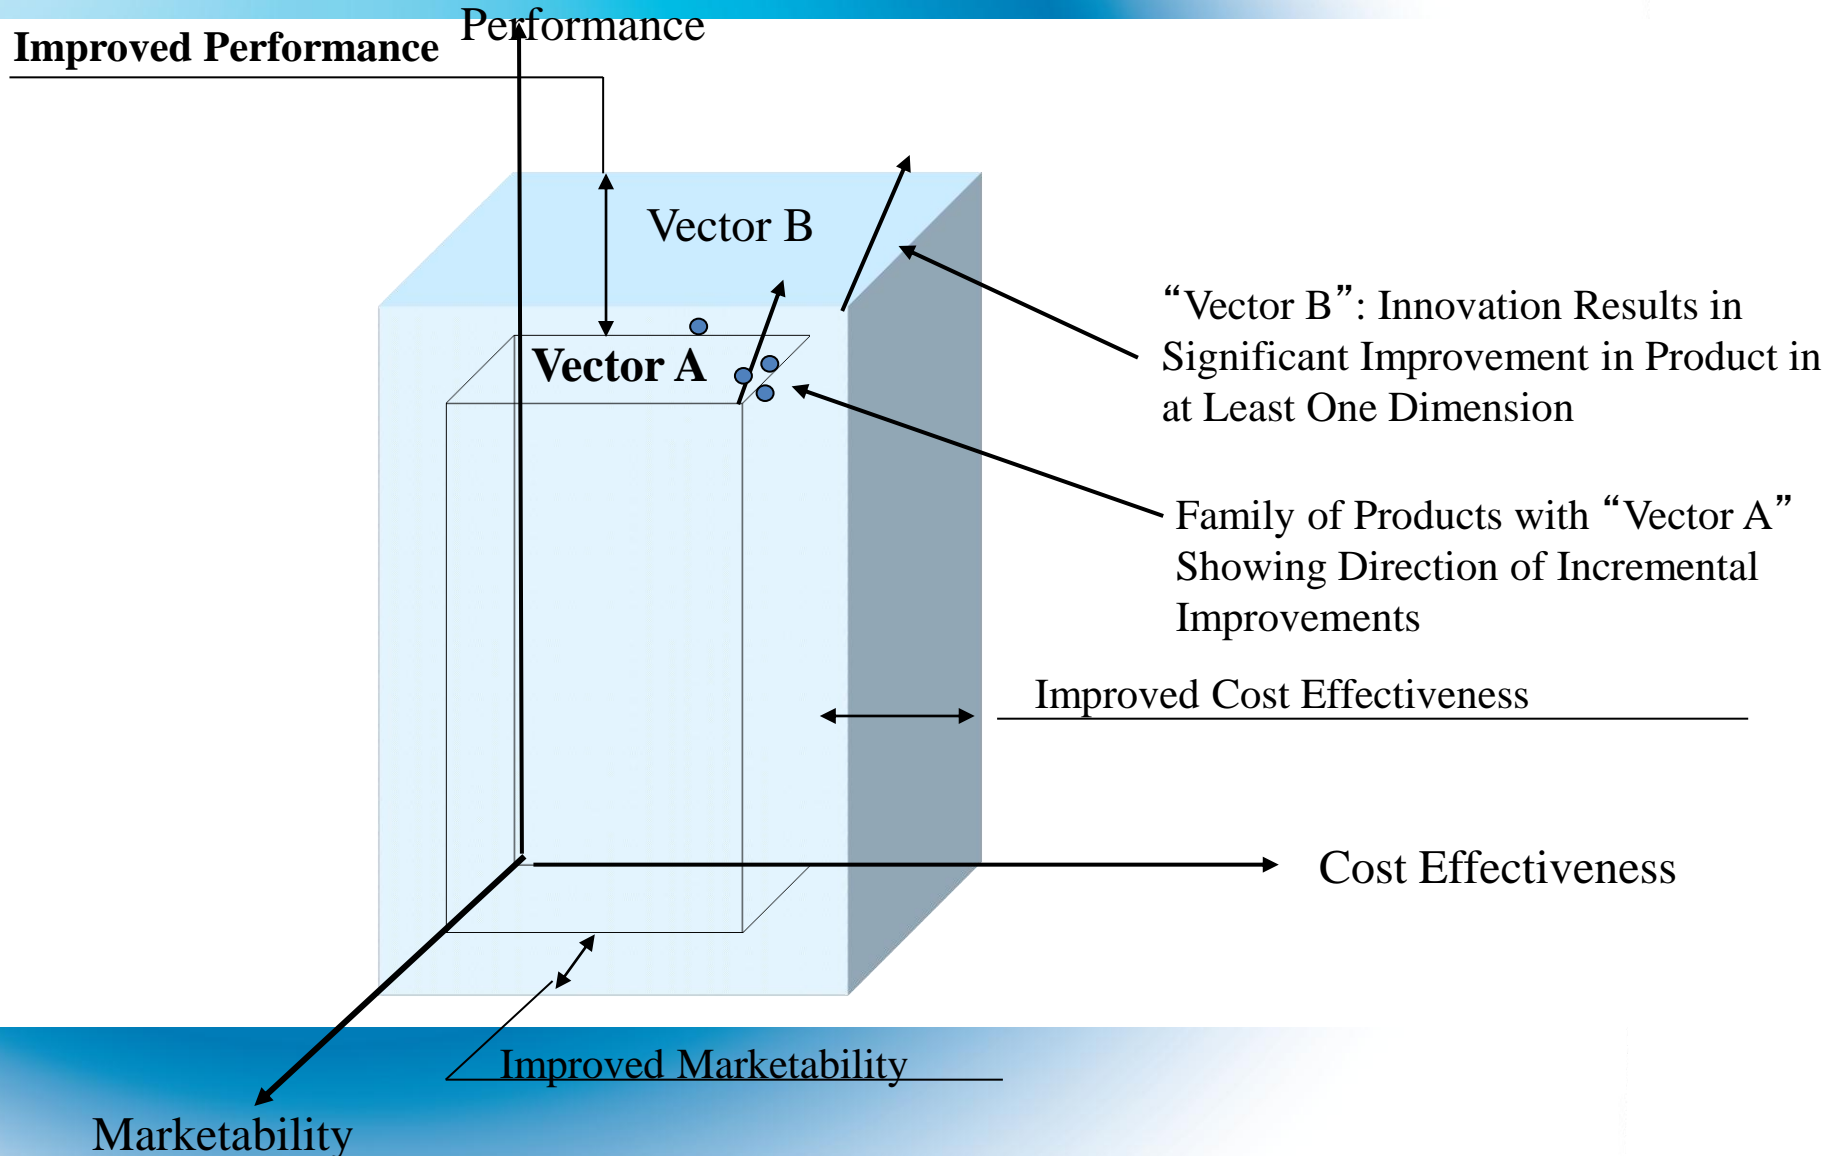 Performance
Improved Performance
Vector B
Vector A
“Vector B”: Innovation Results in
Significant Improvement in Product in
at Least One Dimension
Family of Products with “Vector A”
Showing Direction of Incremental
Improvements
Improved Cost Effectiveness
Cost Effectiveness
Improved Marketability
Marketability